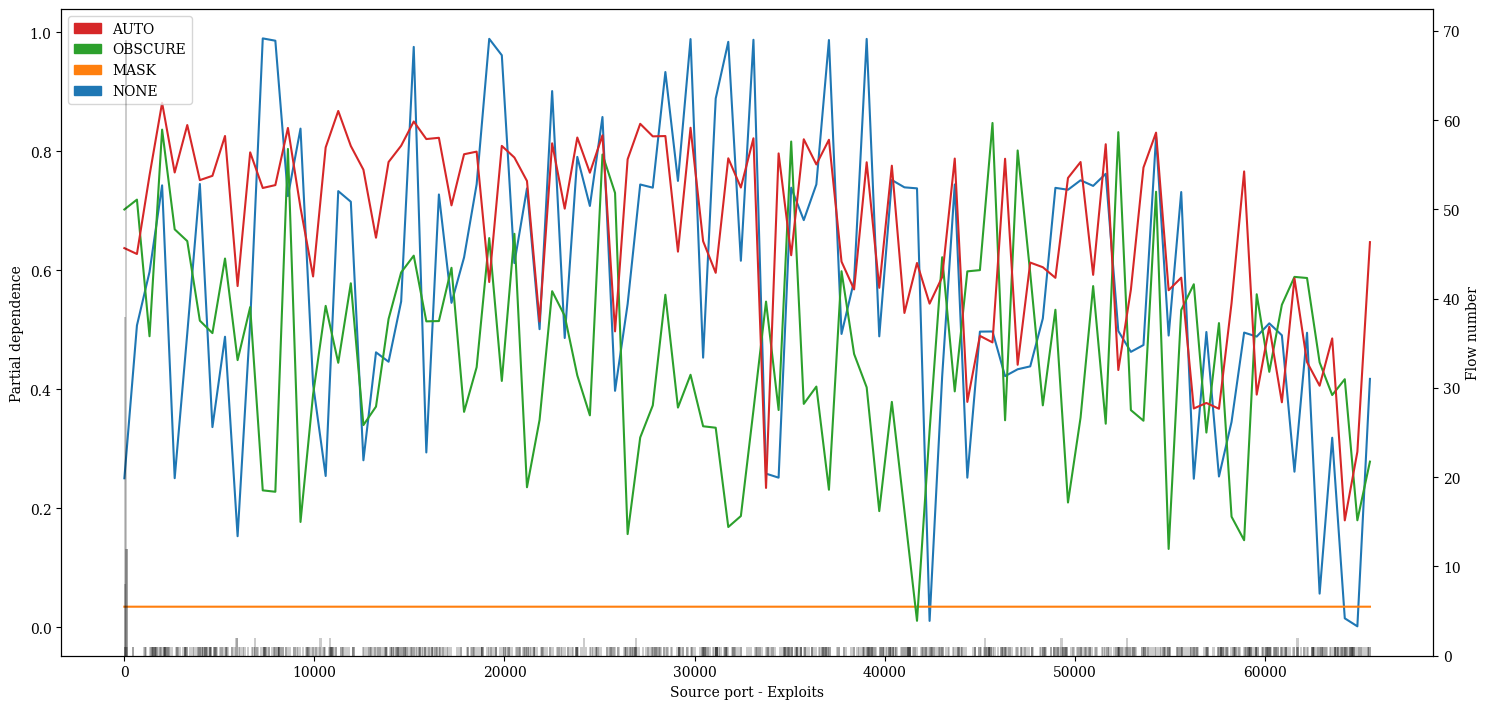 AUTO
OBSCURE
MASK
NONE
1.0
0.8
0.6
0.4
0.2
0.0
Partial dependence
70
60
50
40
30
20
10
0
Flow number
0 10000 20000 30000 40000 50000 60000
Source port - Exploits